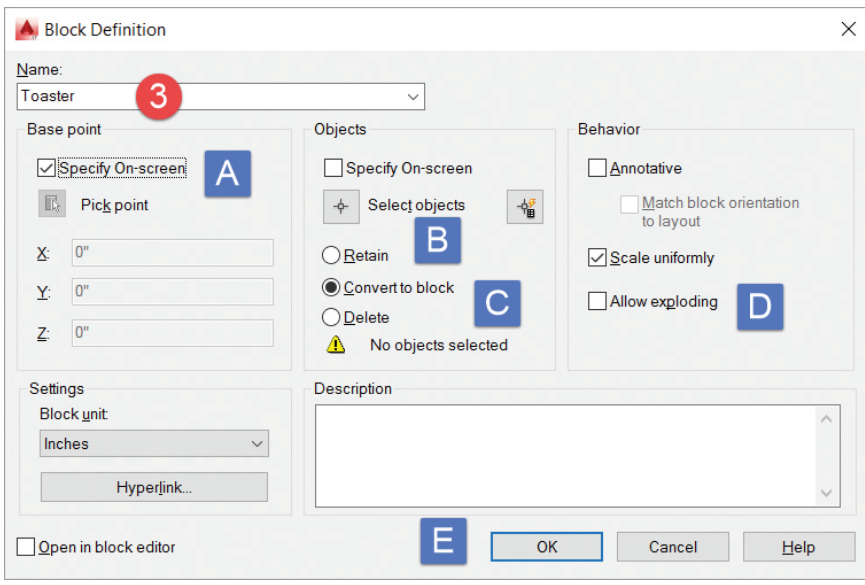 Block Definition
Name:
Toaster
3
Base point
Specify On-screen
A
Pick point
X: 0"
Y: 0"
Z: 0"
Objects
Specify On-screen
Select objects
B
Retain
Convert to block
C
Delete
No objects selected
Behavior
Annotative
Match block orientation
to layout
Scale uniformly
Allow exploding
D
Settings
Block unit:
Inches
Hyperlink...
Description
Open in block editor
E
OK
Cancel
Help